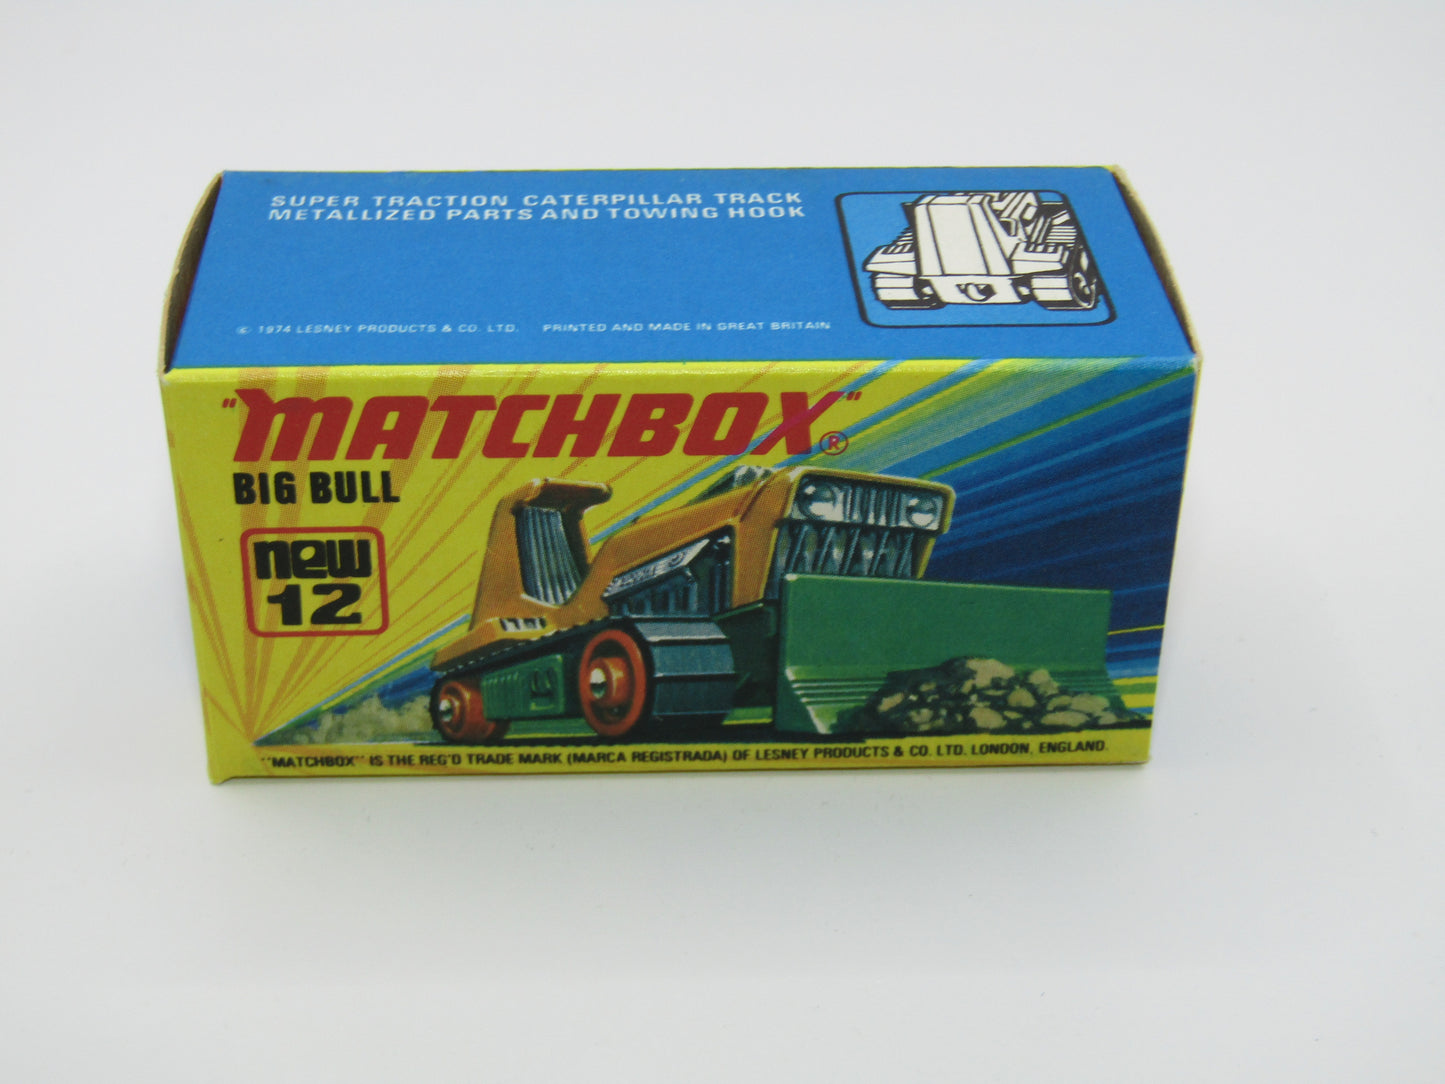 SUPER TRACTION CATERPILLAR TRACK
METALLIZED PARTS AND TOWING HOOK
© 1974 LESNEY PRODUCTS & CO. LTD. PRINTED AND MADE IN GREAT BRITAIN
"MATCHBOX"®
BIG BULL
new
12
"MATCHBOX" IS THE REG'D TRADE MARK (MARCA REGISTRADA) OF LESNEY PRODUCTS & CO. LTD. LONDON, ENGLAND.